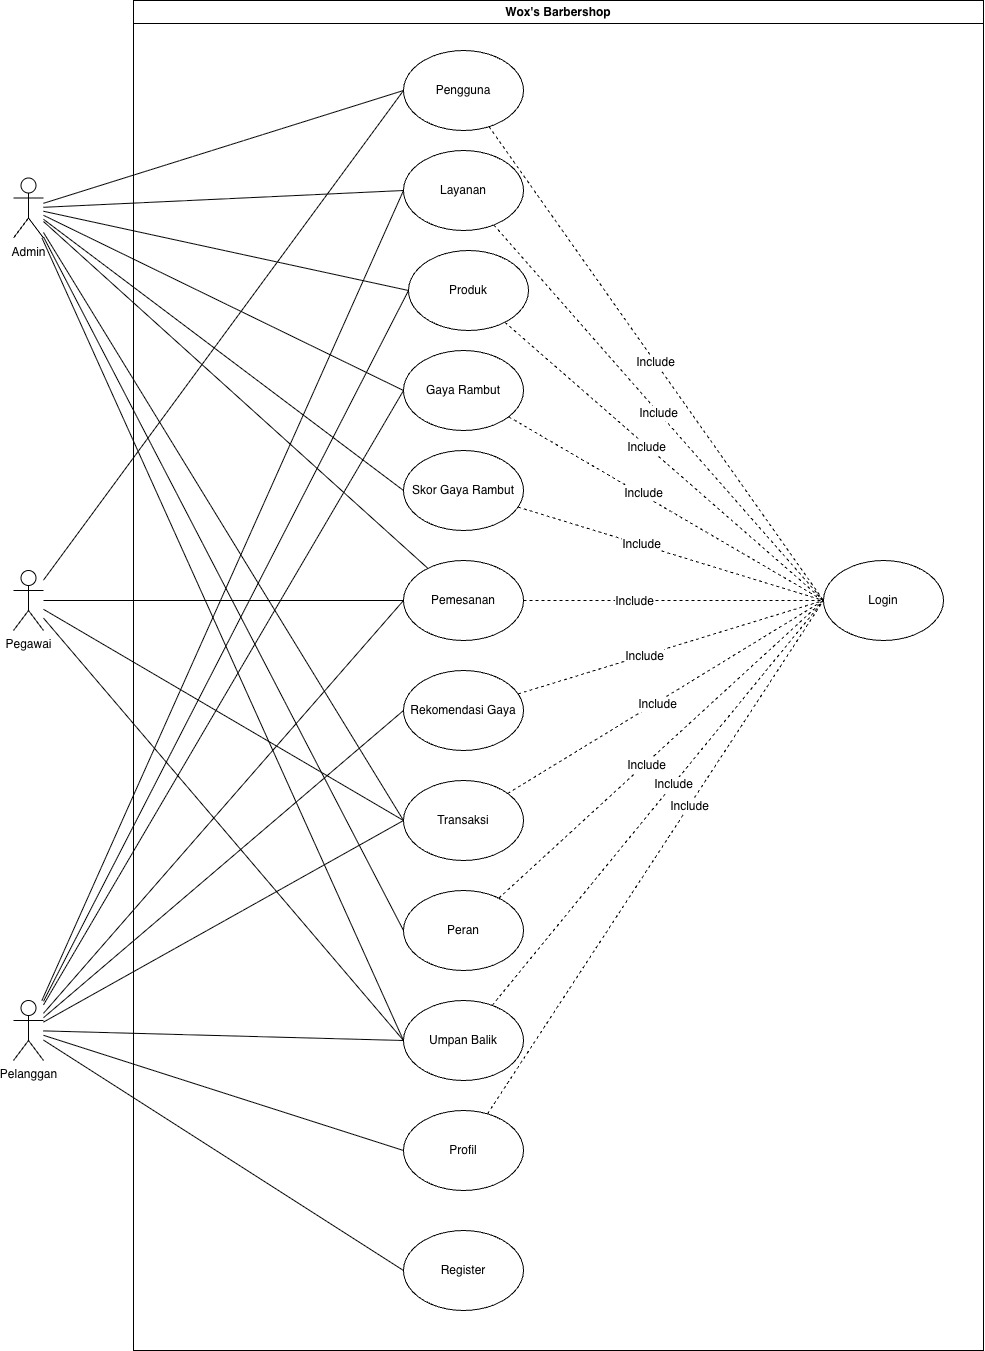 Wox's Barbershop
Pengguna
Layanan
Admin
Produk
Include
Gaya Rambut
Include
Include
Skor Gaya Rambut
Include
Include
Pegawai
Pemesanan
Include
Login
Include
Rekomendasi Gaya
Include
Include
Include
Include
Transaksi
Peran
Pelanggan
Umpan Balik
Profil
Register